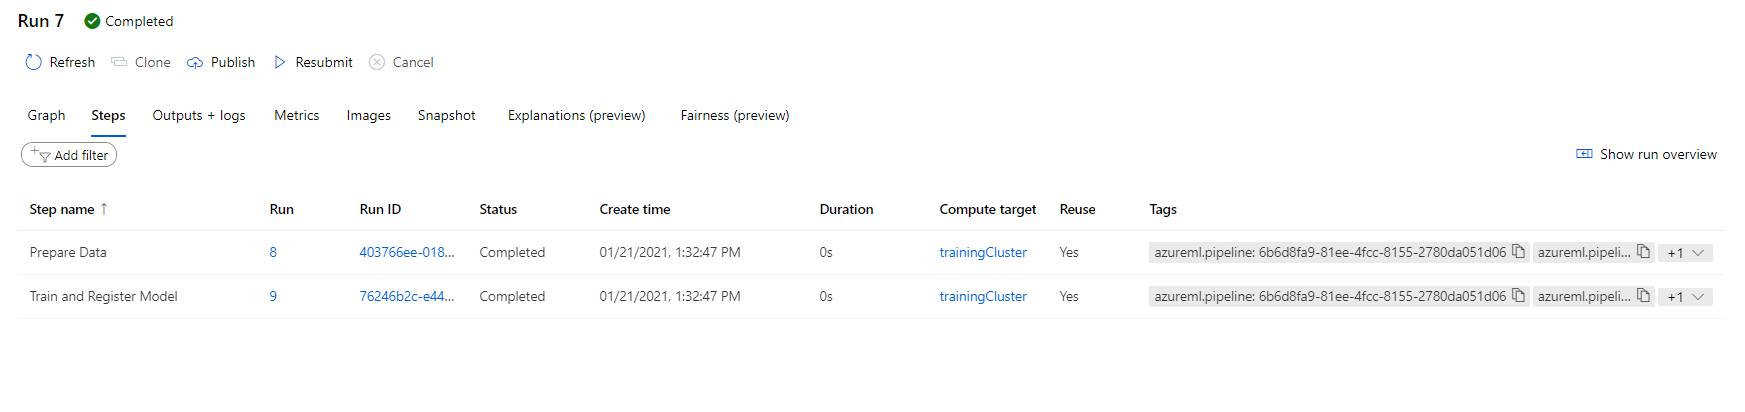 Run 7 Completed
Refresh Clone Publish Resubmit Cancel
Graph Steps Outputs + logs Metrics Images Snapshot Explanations (preview) Fairness (preview)
Add filter Show run overview
Step name ↑ Run Run ID Status Create time Duration Compute target Reuse Tags
Prepare Data 8 403766ee-018... Completed 01/21/2021, 1:32:47 PM 0s trainingCluster Yes azureml.pipeline: 6b6d8fa9-81ee-4fcc-8155-2780da051d06 azureml.pipeli... +1
Train and Register Model 9 76246b2c-e44... Completed 01/21/2021, 1:32:47 PM 0s trainingCluster Yes azureml.pipeline: 6b6d8fa9-81ee-4fcc-8155-2780da051d06 azureml.pipeli... +1